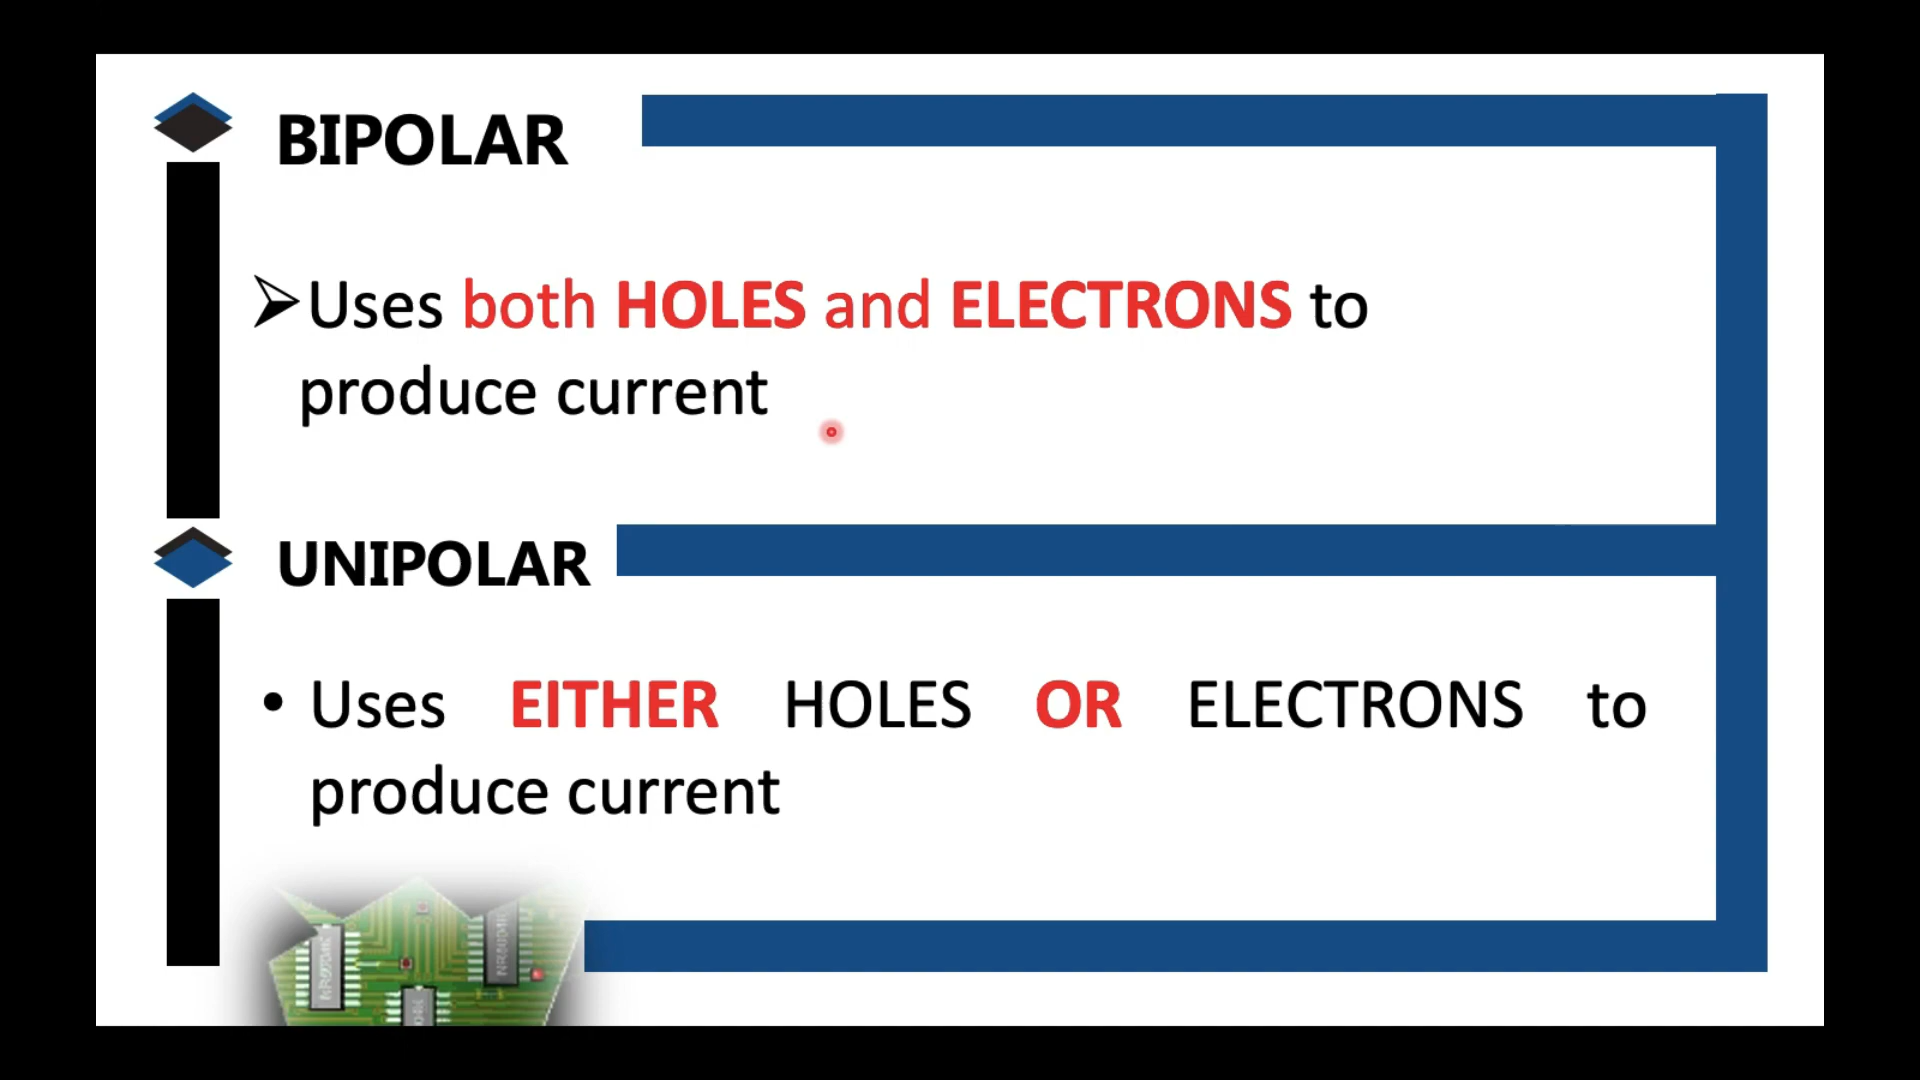 BIPOLAR
Uses both HOLES and ELECTRONS to
produce current
UNIPOLAR
• Uses EITHER HOLES OR ELECTRONS to
produce current